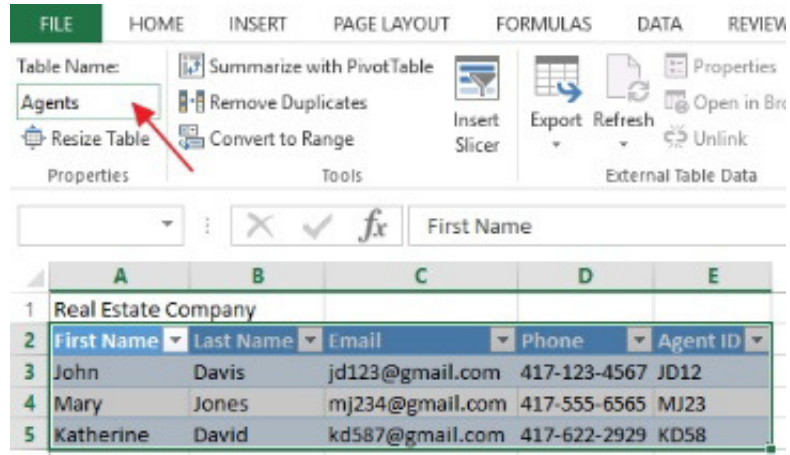 FILE HOME INSERT PAGE LAYOUT FORMULAS DATA REVIEW
Table Name:
Agents
Resize Table
Properties
Summarize with PivotTable
Remove Duplicates
Convert to Range
Insert
Slicer
Tools
Export Refresh
Properties
Open in Bro
Unlink
External Table Data
fx First Name
A B C D E
1 Real Estate Company
2 First Name Last Name Email Phone Agent ID
3 John Davis jd123@gmail.com 417-123-4567 JD12
4 Mary Jones mj234@gmail.com 417-555-6565 MJ23
5 Katherine David kd587@gmail.com 417-622-2929 KD58